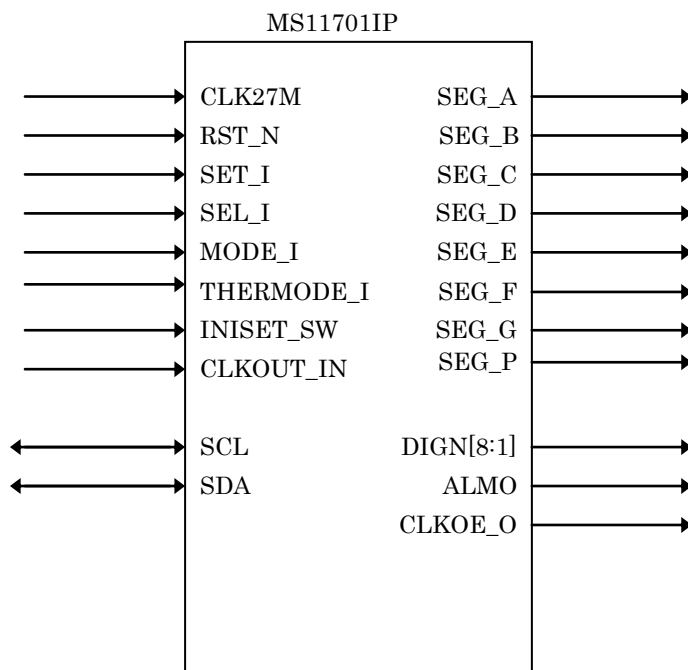 MS11701IP
CLK27M SEG_A
RST_N SEG_B
SET_I SEG_C
SEL_I SEG_D
MODE_I SEG_E
THERMODE_I SEG_F
INISET_SW SEG_G
CLKOUT_IN SEG_P
SCL DIGN[8:1]
SDA ALMO
CLKOE_O